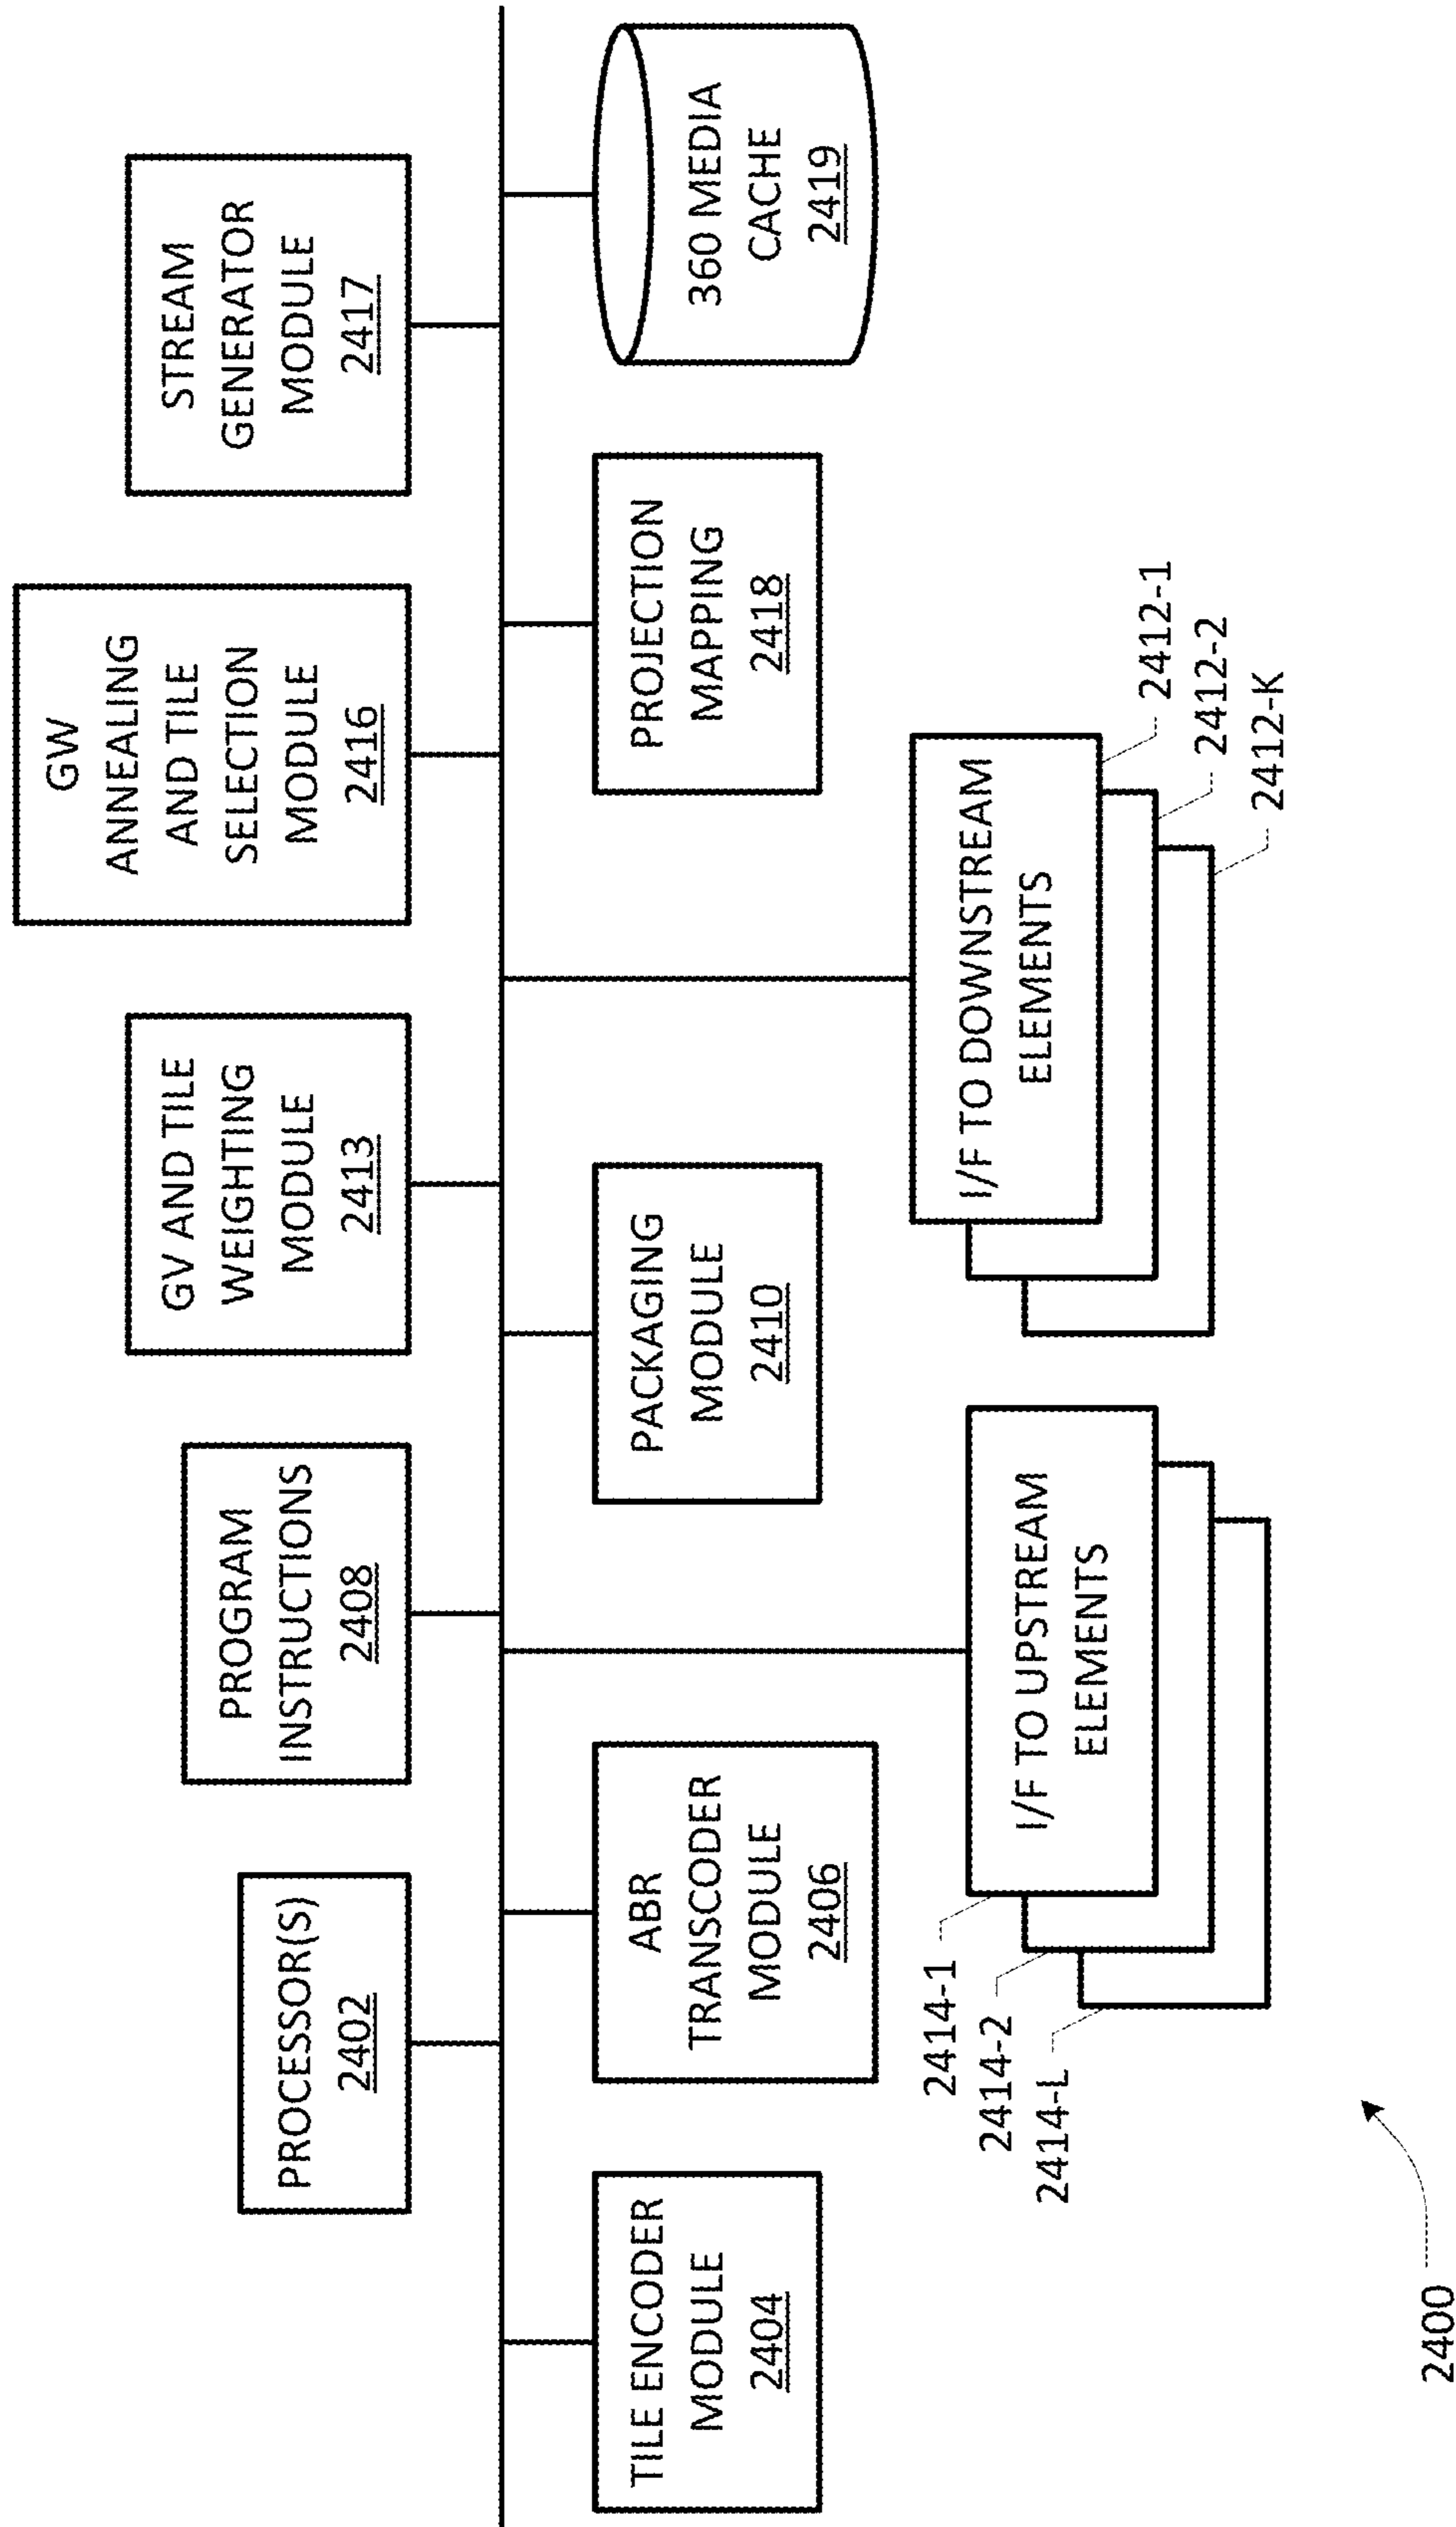 PROCESSOR(S)
2402
PROGRAM
INSTRUCTIONS
2408
GV AND TILE
WEIGHTING
MODULE
2413
GW
ANNEALING
AND TILE
SELECTION
MODULE
2416
STREAM
GENERATOR
MODULE
2417
TILE ENCODER
MODULE
2404
ABR
TRANSCODER
MODULE
2406
PACKAGING
MODULE
2410
PROJECTION
MAPPING
2418
360 MEDIA
CACHE
2419
I/F TO UPSTREAM
ELEMENTS
2414-1
2414-2
2414-L
I/F TO DOWNSTREAM
ELEMENTS
2412-1
2412-2
2412-K
2400